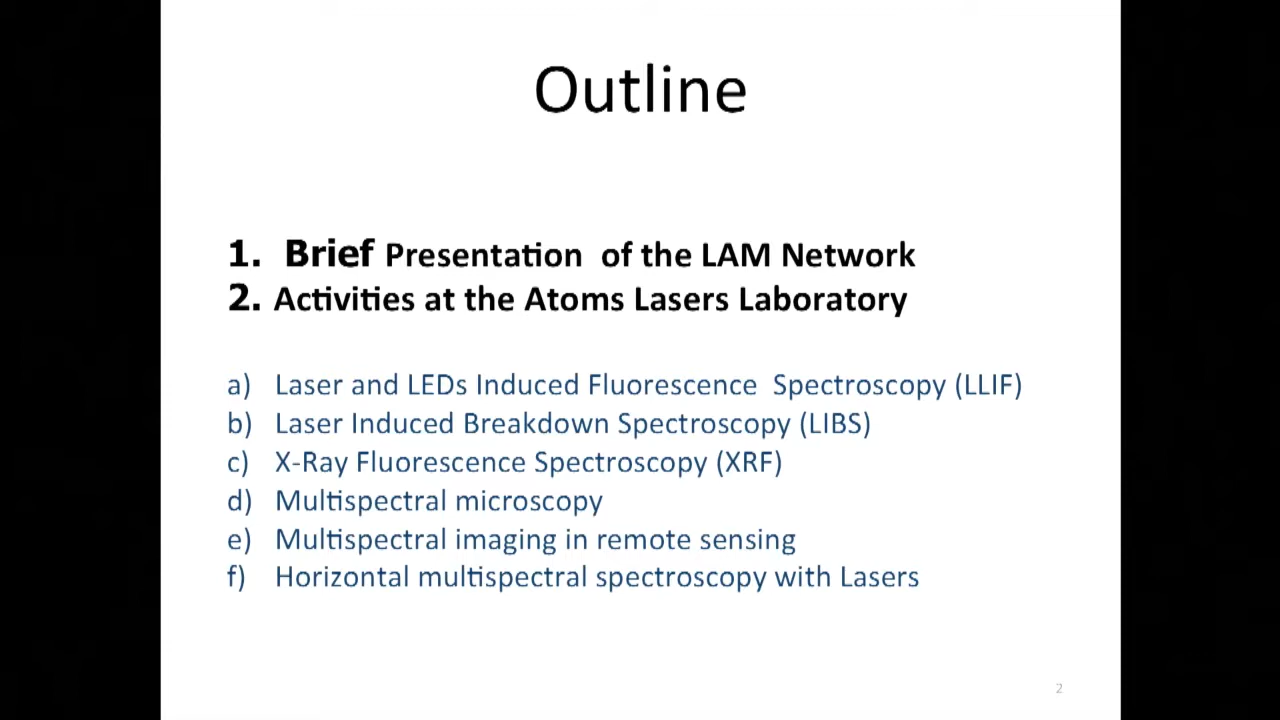 Outline
1. Brief Presentation of the LAM Network
2. Activities at the Atoms Lasers Laboratory
a) Laser and LEDs Induced Fluorescence Spectroscopy (LLIF)
b) Laser Induced Breakdown Spectroscopy (LIBS)
c) X-Ray Fluorescence Spectroscopy (XRF)
d) Multispectral microscopy
e) Multispectral imaging in remote sensing
f) Horizontal multispectral spectroscopy with Lasers
2